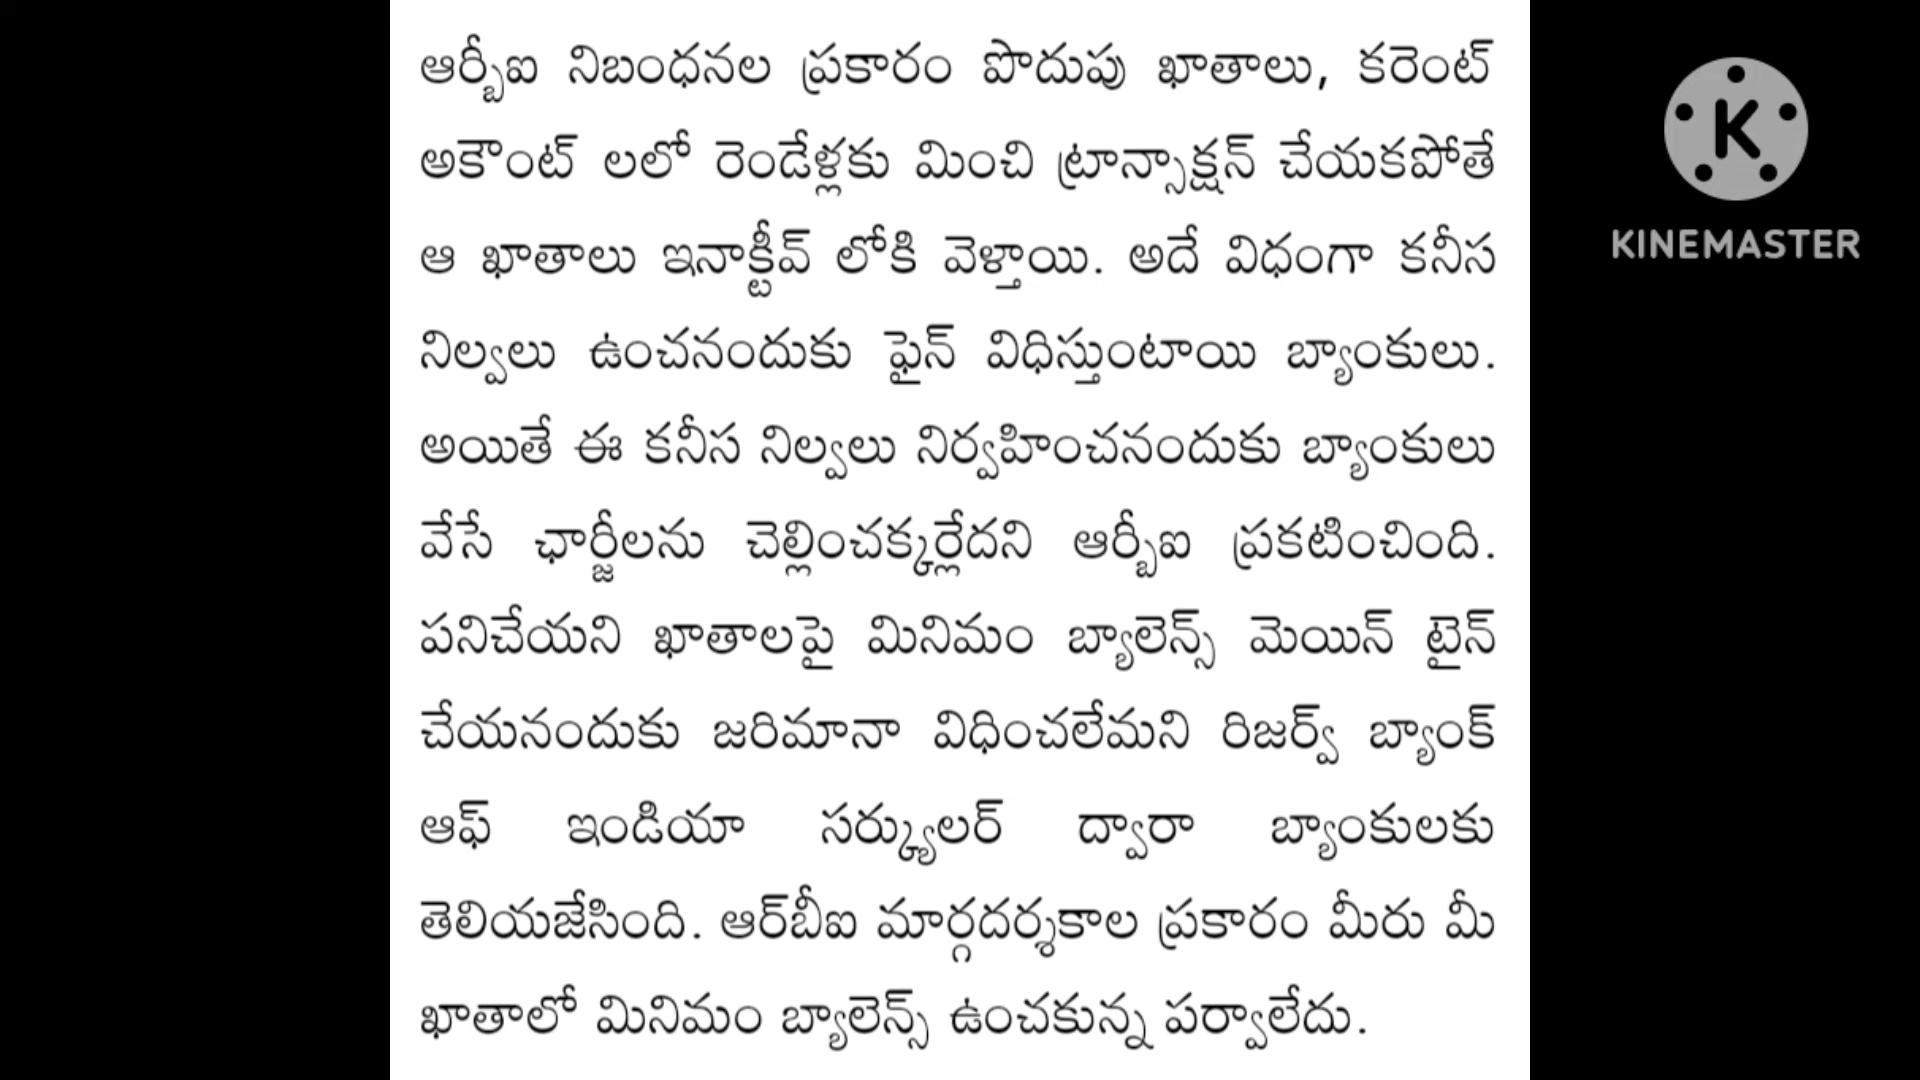 ఆర్బీఐ నిబంధనల ప్రకారం పొదుపు ఖాతాలు, కరెంట్
అకౌంట్ లలో రెండేళ్లకు మించి ట్రాన్సాక్షన్ చేయకపోతే
ఆ ఖాతాలు ఇనాక్టీవ్ లోకి వెళ్తాయి. అదే విధంగా కనీస
నిల్వలు ఉంచనందుకు ఫైన్ విధిస్తుంటాయి బ్యాంకులు.
అయితే ఈ కనీస నిల్వలు నిర్వహించనందుకు బ్యాంకులు
వేసే ఛార్జీలను చెల్లించక్కర్లేదని ఆర్బీఐ ప్రకటించింది.
పనిచేయని ఖాతాలపై మినిమం బ్యాలెన్స్ మెయిన్ టైన్
చేయనందుకు జరిమానా విధించలేమని రిజర్వ్ బ్యాంక్
ఆఫ్ ఇండియా సర్క్యులర్ ద్వారా బ్యాంకులకు
తెలియజేసింది. ఆర్‌బీఐ మార్గదర్శకాల ప్రకారం మీరు మీ
ఖాతాలో మినిమం బ్యాలెన్స్ ఉంచకున్న పర్వాలేదు.
K
KINEMASTER